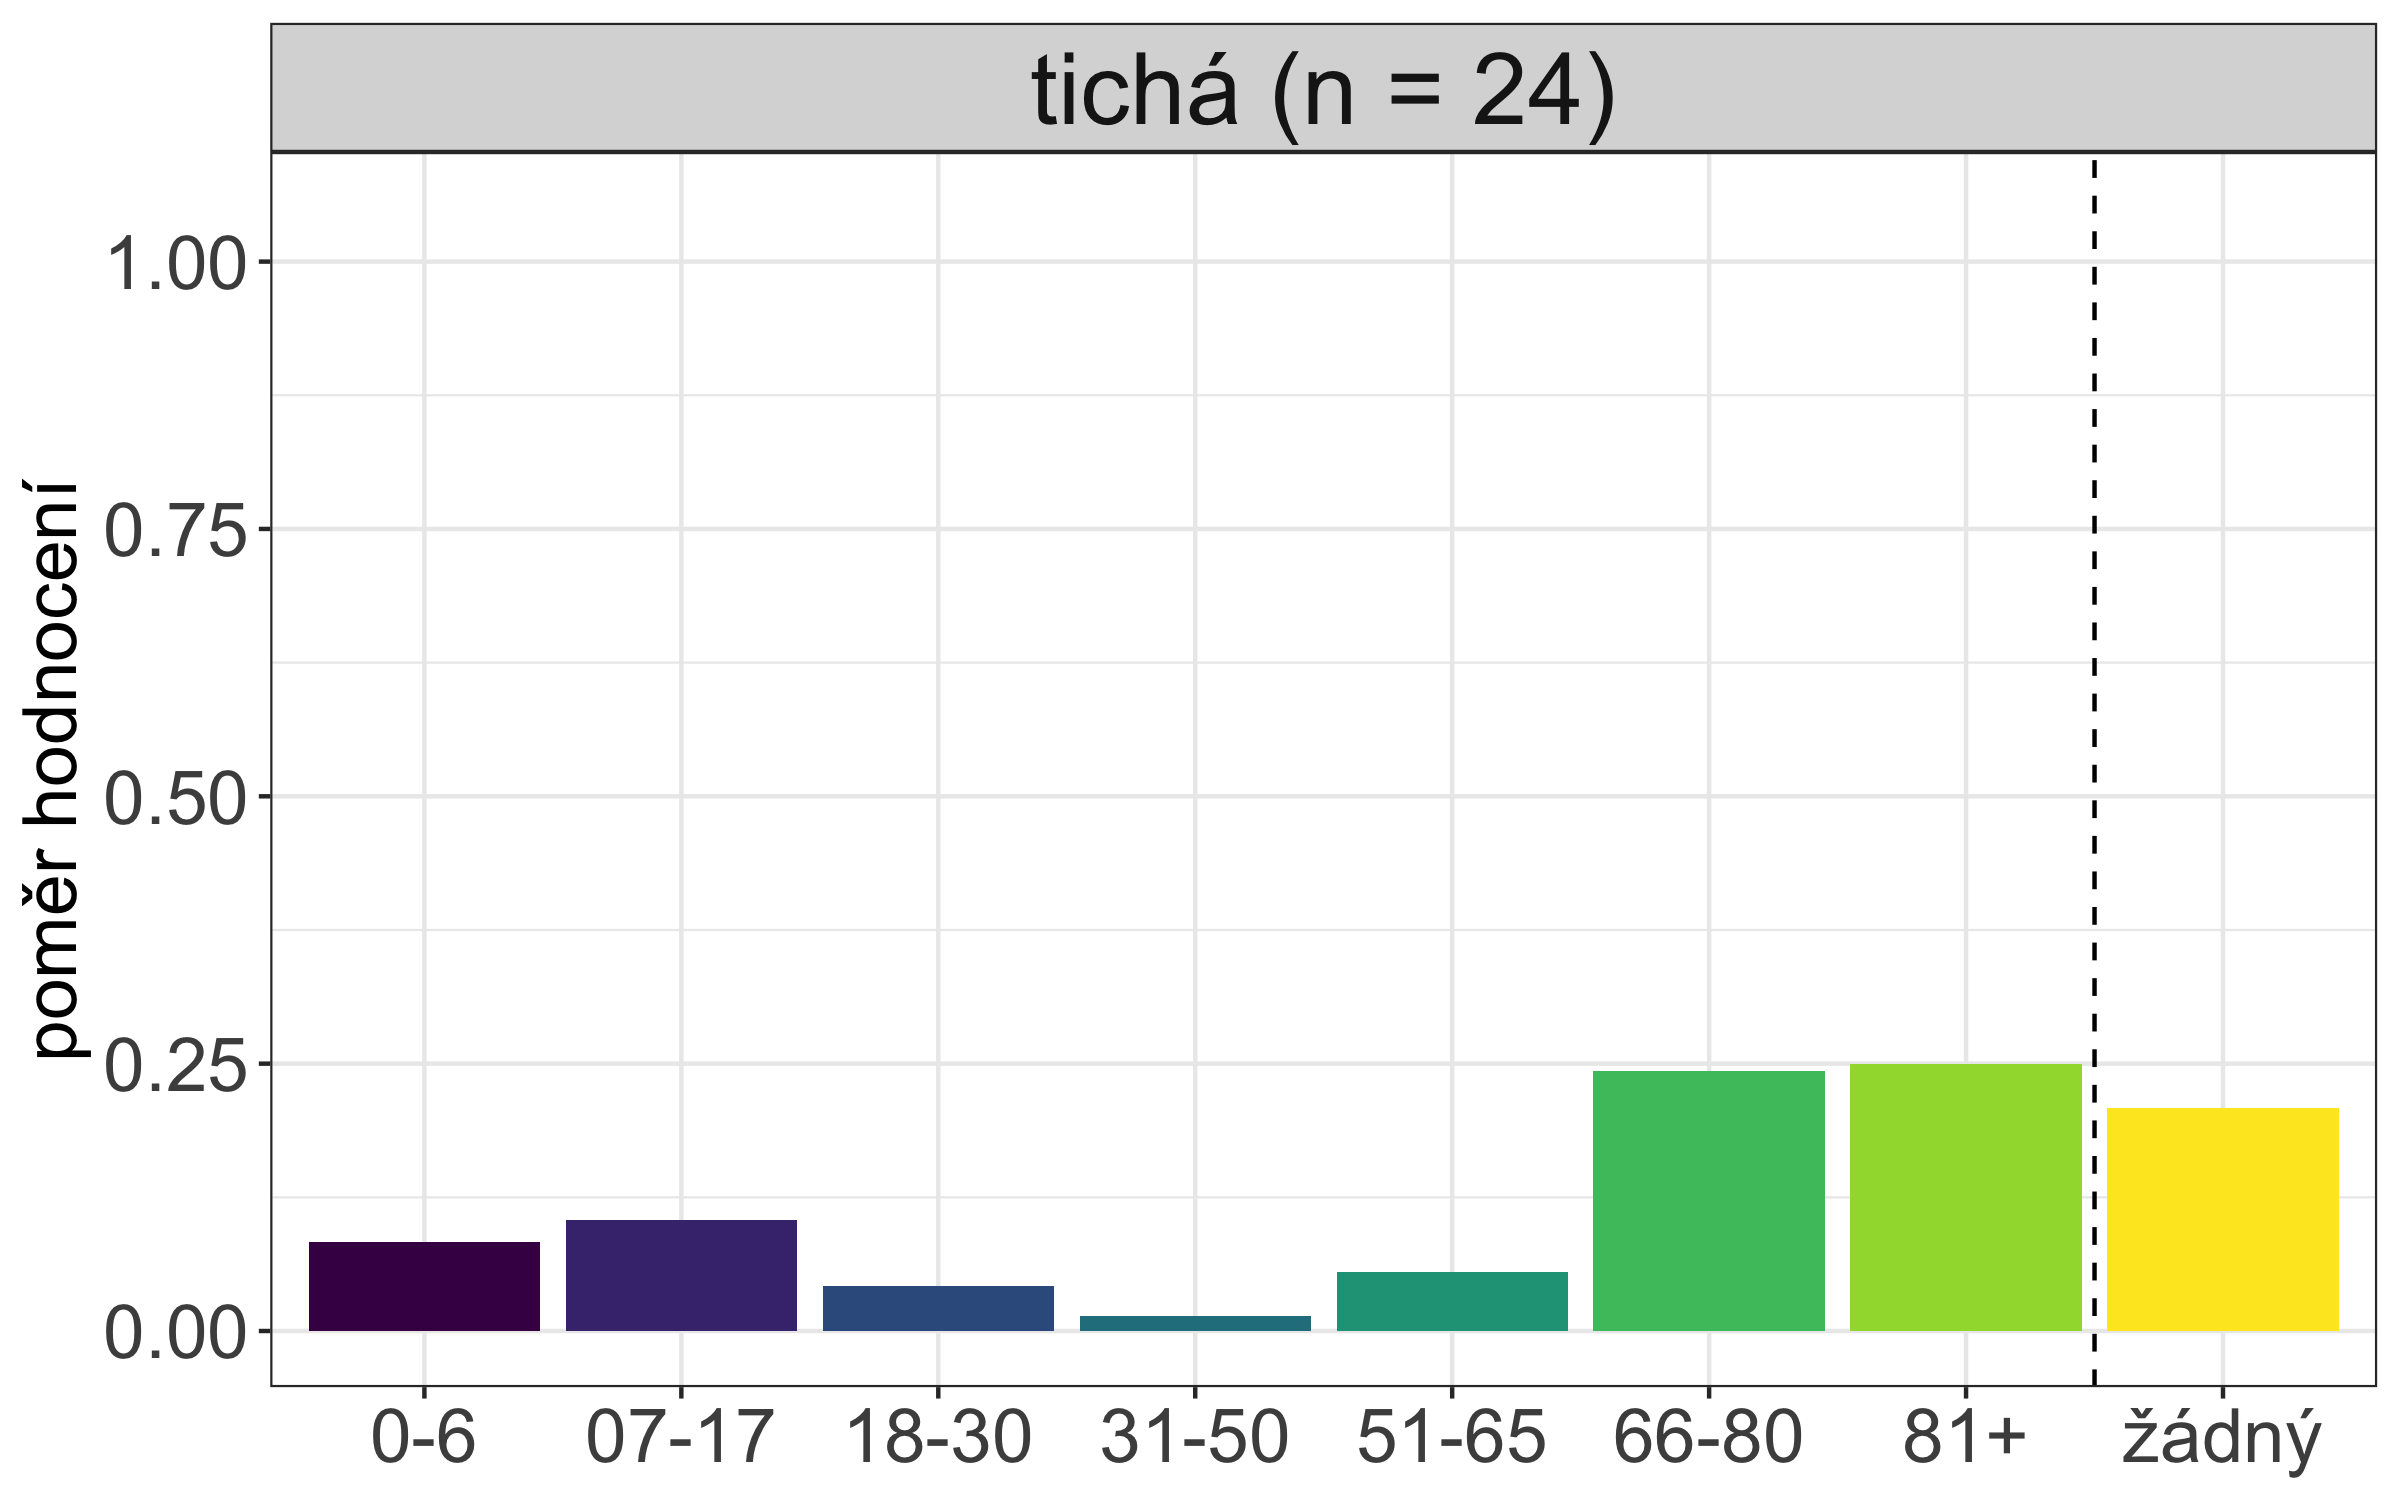 tichá (n = 24)
poměr hodnocení
1.00
0.75
0.50
0.25
0.00
0-6 07-17 18-30 31-50 51-65 66-80 81+ žádný